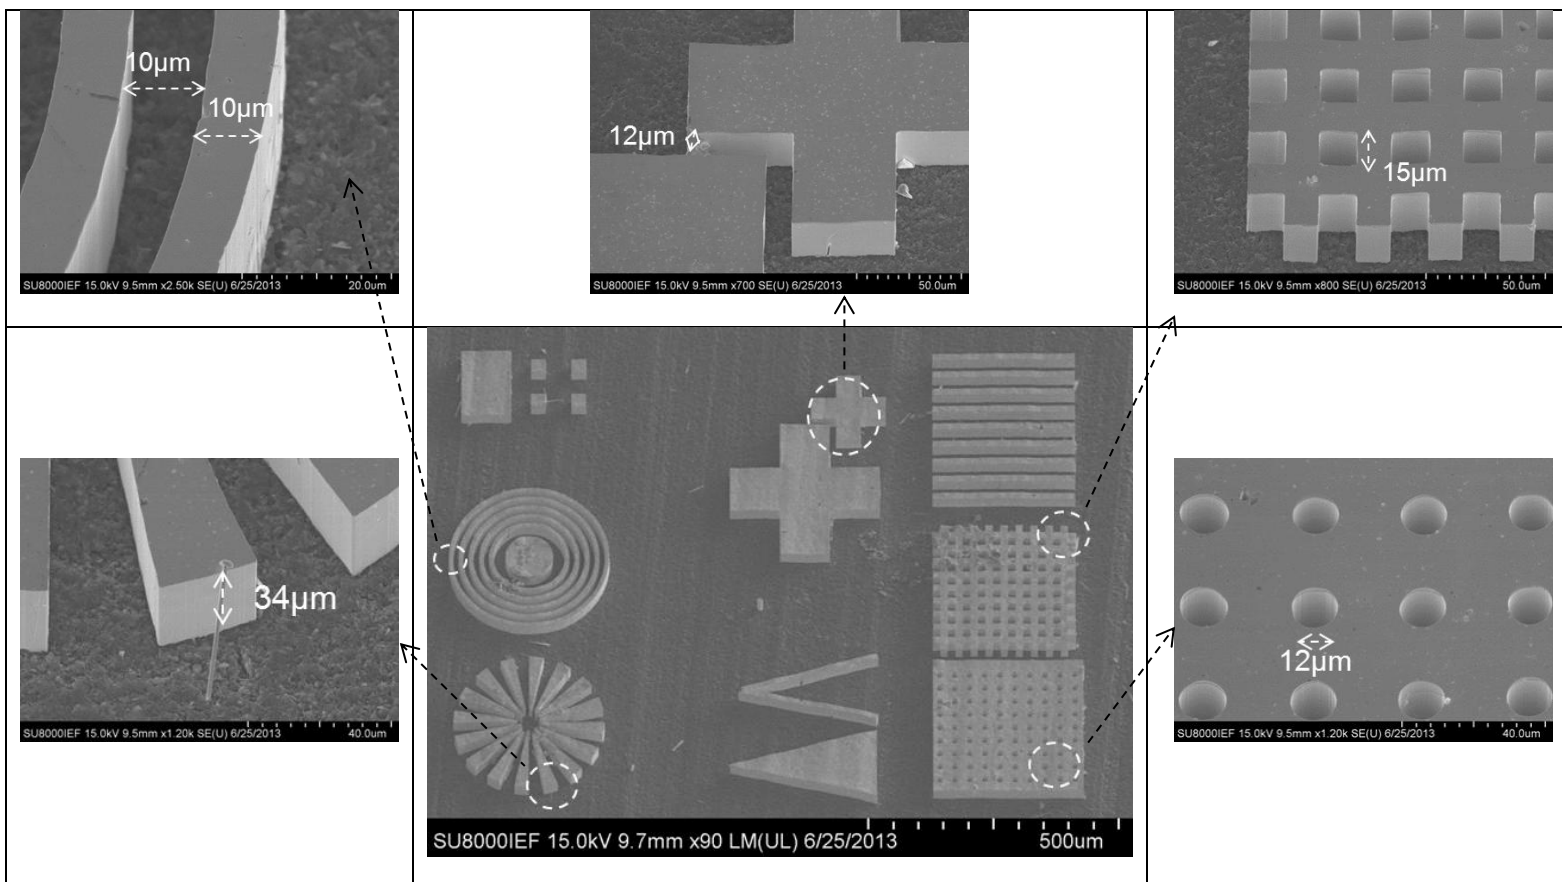 10µm
10µm
SU8000IEF 15.0kV 9.5mm x2.50k SE(U) 6/25/2013 20.0um
12µm
SU8000IEF 15.0kV 9.5mm x700 SE(U) 6/25/2013 50.0um
15µm
SU8000IEF 15.0kV 9.5mm x800 SE(U) 6/25/2013 50.0um
34µm
SU8000IEF 15.0kV 9.5mm x1.20k SE(U) 6/25/2013 40.0um
SU8000IEF 15.0kV 9.7mm x90 LM(UL) 6/25/2013 500um
12µm
SU8000IEF 15.0kV 9.5mm x1.20k SE(U) 6/25/2013 40.0um